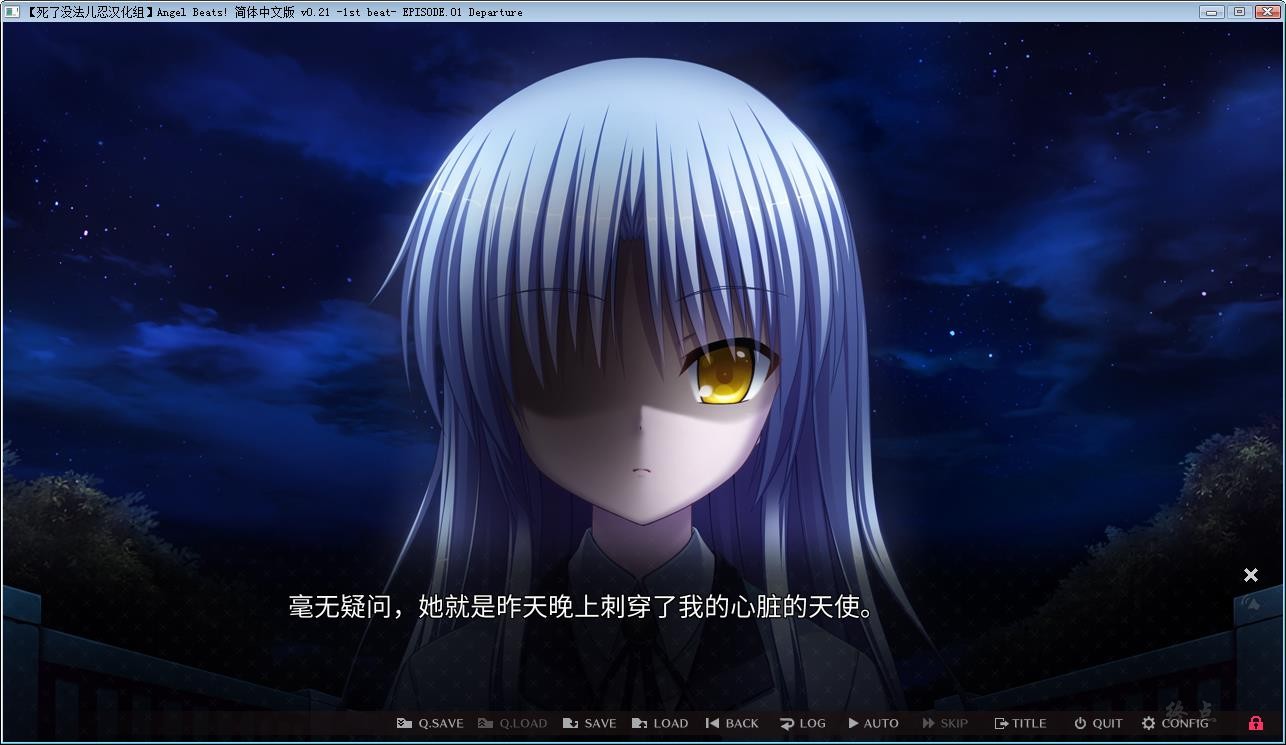 【死了没法儿忍汉化组】Angel Beats! 简体中文版 v0.21 -1st beat- EPISODE.01 Departure
毫无疑问，她就是昨天晚上刺穿了我的心脏的天使。
终点
Q.SAVE Q.LOAD SAVE LOAD BACK LOG AUTO SKIP TITLE QUIT CONFIG